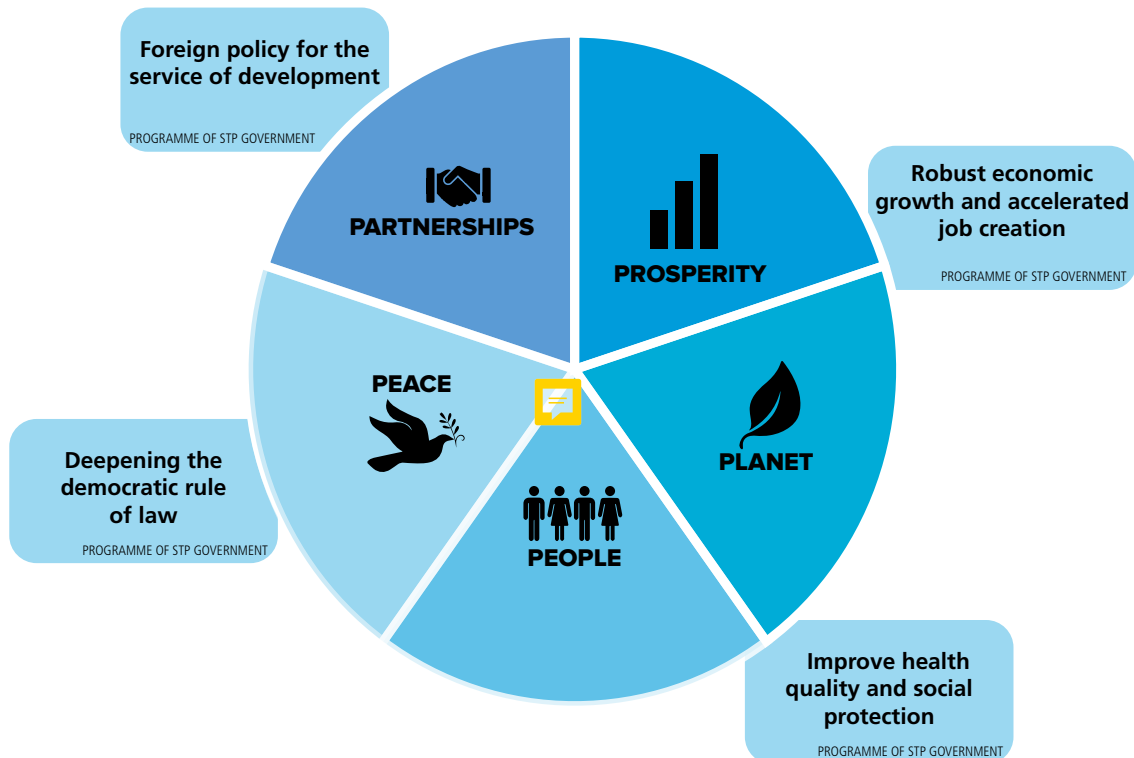 Foreign policy for the
service of development
PROGRAMME OF STP GOVERNMENT
PARTNERSHIPS
PROSPERITY
Robust economic
growth and accelerated
job creation
PROGRAMME OF STP GOVERNMENT
PEACE
PLANET
Deepening the
democratic rule
of law
PROGRAMME OF STP GOVERNMENT
PEOPLE
Improve health
quality and social
protection
PROGRAMME OF STP GOVERNMENT